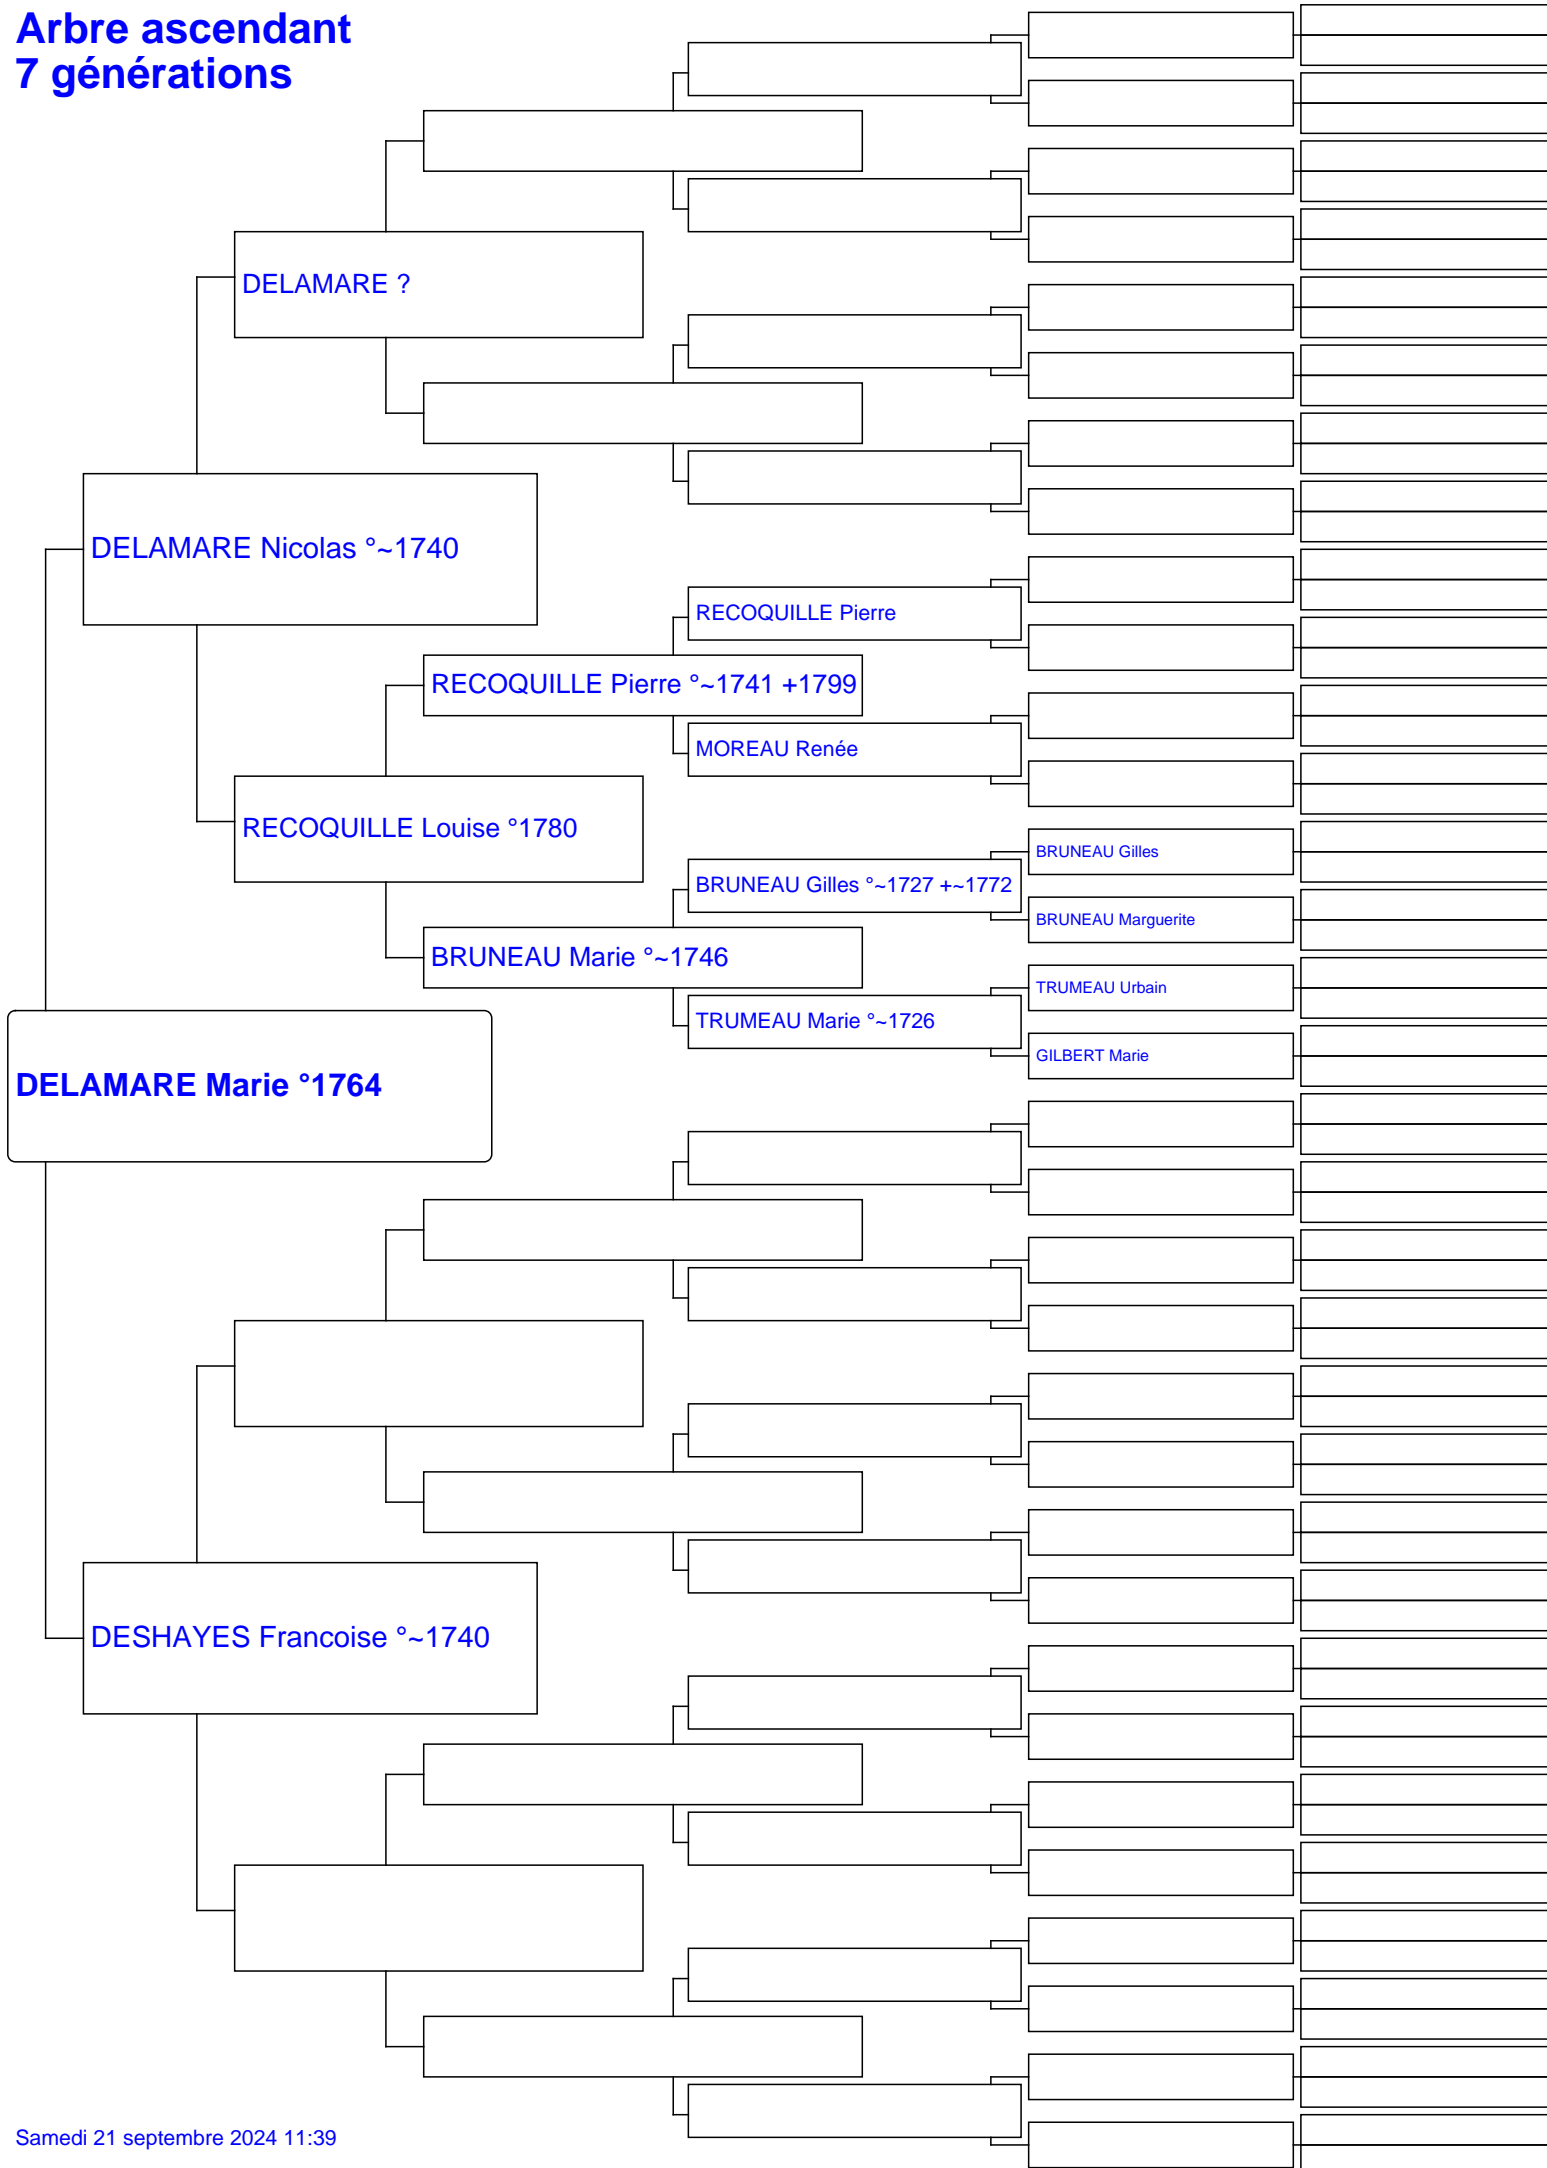 Arbre ascendant
7 générations
DELAMARE ?
DELAMARE Nicolas °~1740
RECOQUILLE Pierre
RECOQUILLE Pierre °~1741 +1799
MOREAU Renée
RECOQUILLE Louise °1780
BRUNEAU Gilles
BRUNEAU Gilles °~1727 +~1772
BRUNEAU Marguerite
BRUNEAU Marie °~1746
TRUMEAU Urbain
TRUMEAU Marie °~1726
GILBERT Marie
DELAMARE Marie °1764
DESHAYES Francoise °~1740
Samedi 21 septembre 2024 11:39